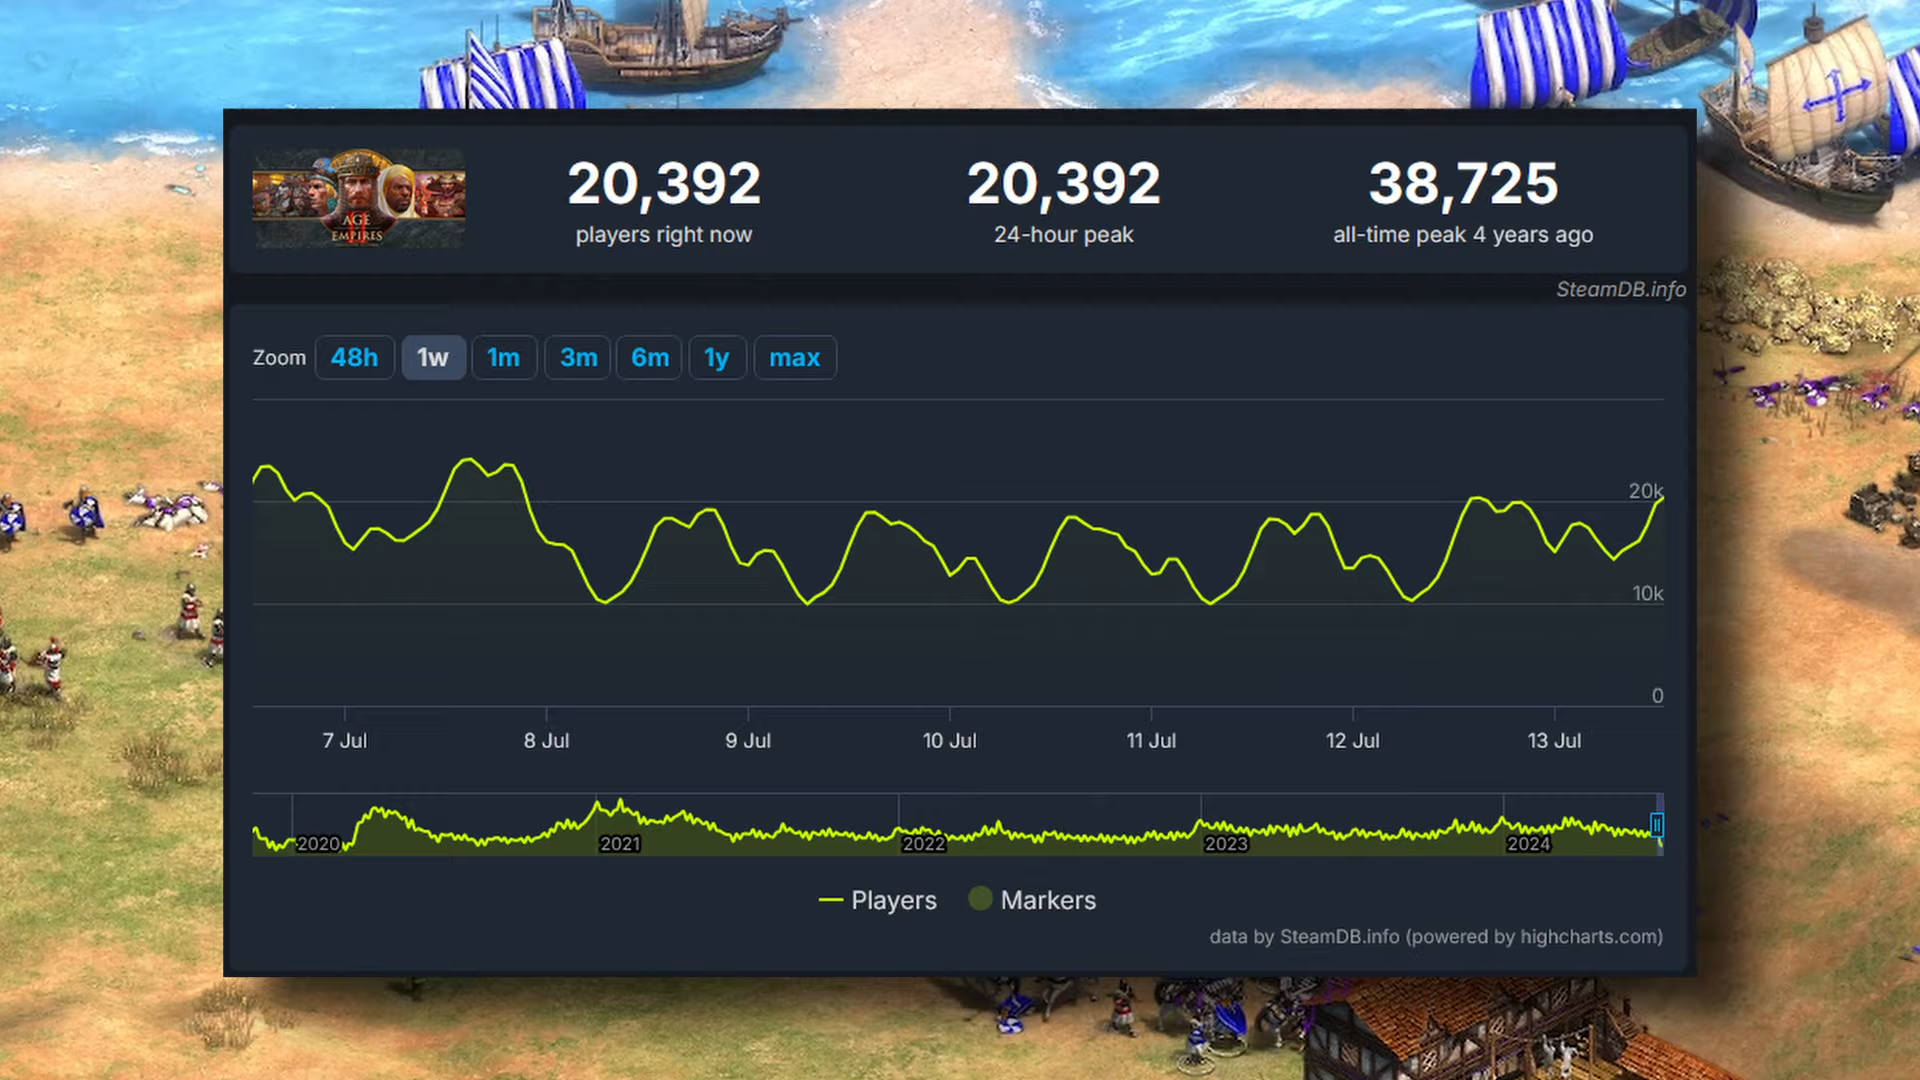 AGE
EMPIRES
II
20,392
players right now
20,392
24-hour peak
38,725
all-time peak 4 years ago
SteamDB.info
Zoom 48h 1w 1m 3m 6m 1y max
20k
10k
0
7 Jul 8 Jul 9 Jul 10 Jul 11 Jul 12 Jul 13 Jul
2020 2021 2022 2023 2024
Players Markers
data by SteamDB.info (powered by highcharts.com)